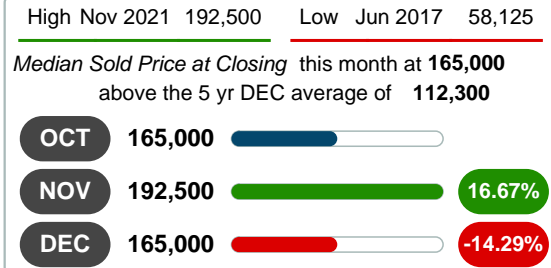 High Nov 2021 192,500 Low Jun 2017 58,125
Median Sold Price at Closing this month at 165,000
above the 5 yr DEC average of 112,300
OCT 165,000
NOV 192,500 16.67%
DEC 165,000 -14.29%